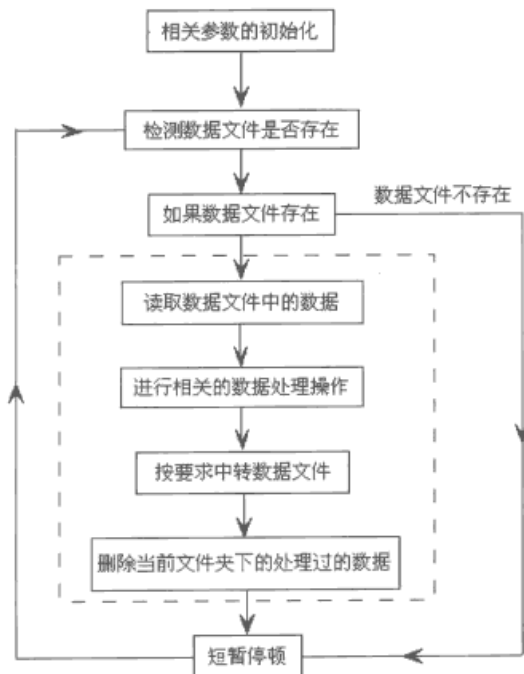 相关参数的初始化
检测数据文件是否存在
数据文件不存在
如果数据文件存在
读取数据文件中的数据
进行相关的数据处理操作
按要求中转数据文件
删除当前文件夹下的处理过的数据
短暂停顿